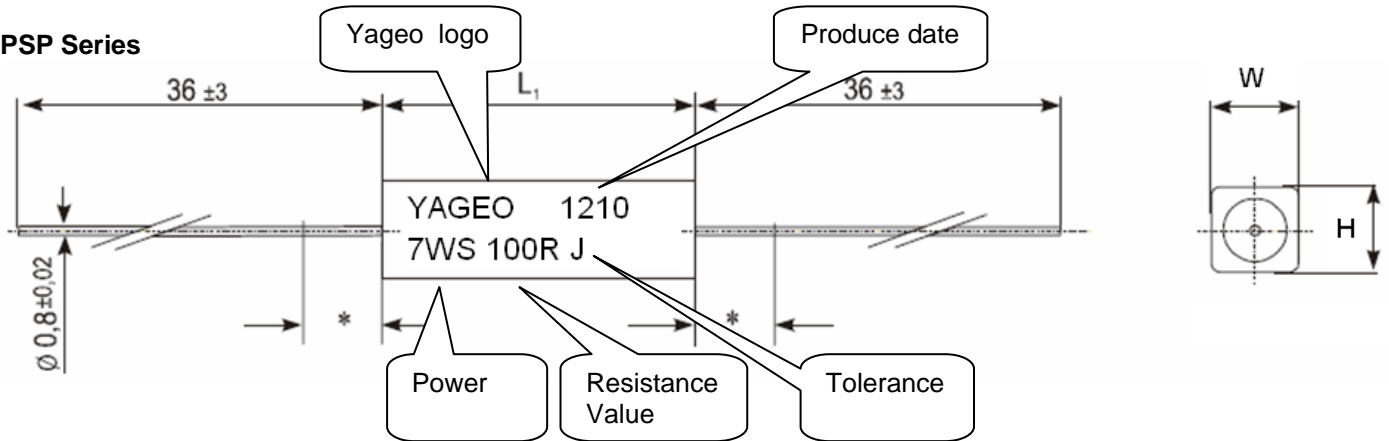 PSP Series
Yageo logo
Produce date
36 ±3
L₁
36 ±3
W
YAGEO 1210
7WS 100R J
H
Ø 0,8±0,02
*
*
Power
Resistance
Value
Tolerance